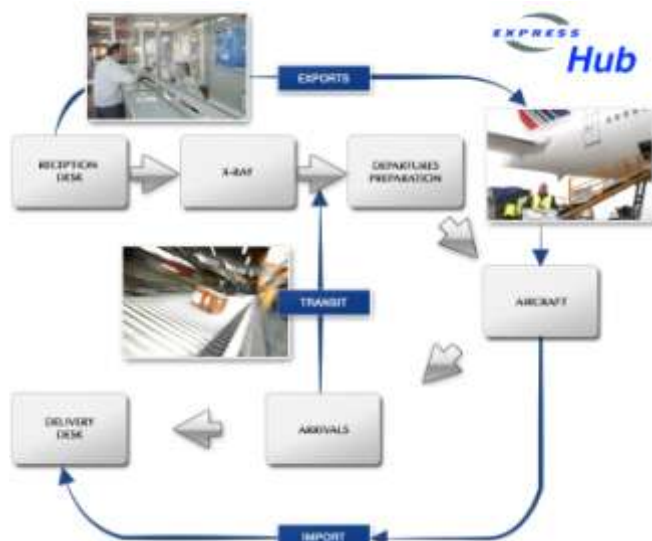 EXPRESS
Hub
EXPORTS
RECEPTION
DESK
X-RAY
DEPARTURES
PREPARATION
TRANSIT
AIRCRAFT
DELIVERY
DESK
ARRIVALS
IMPORT